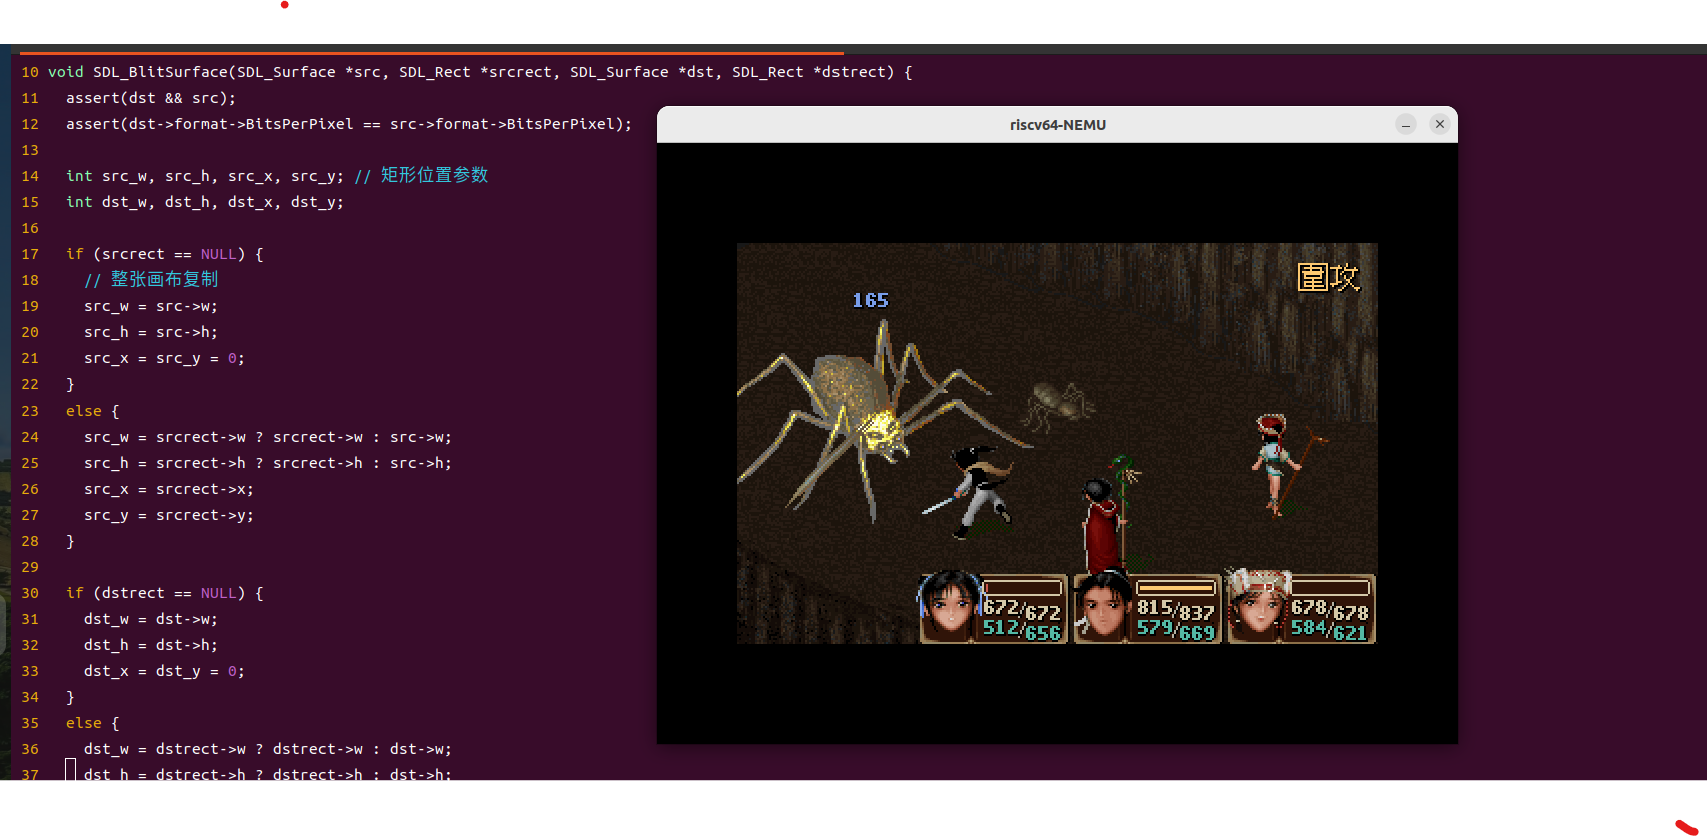 10 void SDL_BlitSurface(SDL_Surface *src, SDL_Rect *srcrect, SDL_Surface *dst, SDL_Rect *dstrect) {
11   assert(dst && src);
12   assert(dst->format->BitsPerPixel == src->format->BitsPerPixel);
13
14   int src_w, src_h, src_x, src_y; // 矩形位置参数
15   int dst_w, dst_h, dst_x, dst_y;
16
17   if (srcrect == NULL) {
18     // 整张画布复制
19     src_w = src->w;
20     src_h = src->h;
21     src_x = src_y = 0;
22   }
23   else {
24     src_w = srcrect->w ? srcrect->w : src->w;
25     src_h = srcrect->h ? srcrect->h : src->h;
26     src_x = srcrect->x;
27     src_y = srcrect->y;
28   }
29
30   if (dstrect == NULL) {
31     dst_w = dst->w;
32     dst_h = dst->h;
33     dst_x = dst_y = 0;
34   }
35   else {
36     dst_w = dstrect->w ? dstrect->w : dst->w;
37     dst_h = dstrect->h ? dstrect->h : dst->h;
riscv64-NEMU
圍攻
165
672/672
512/656
815/837
579/669
678/678
584/621